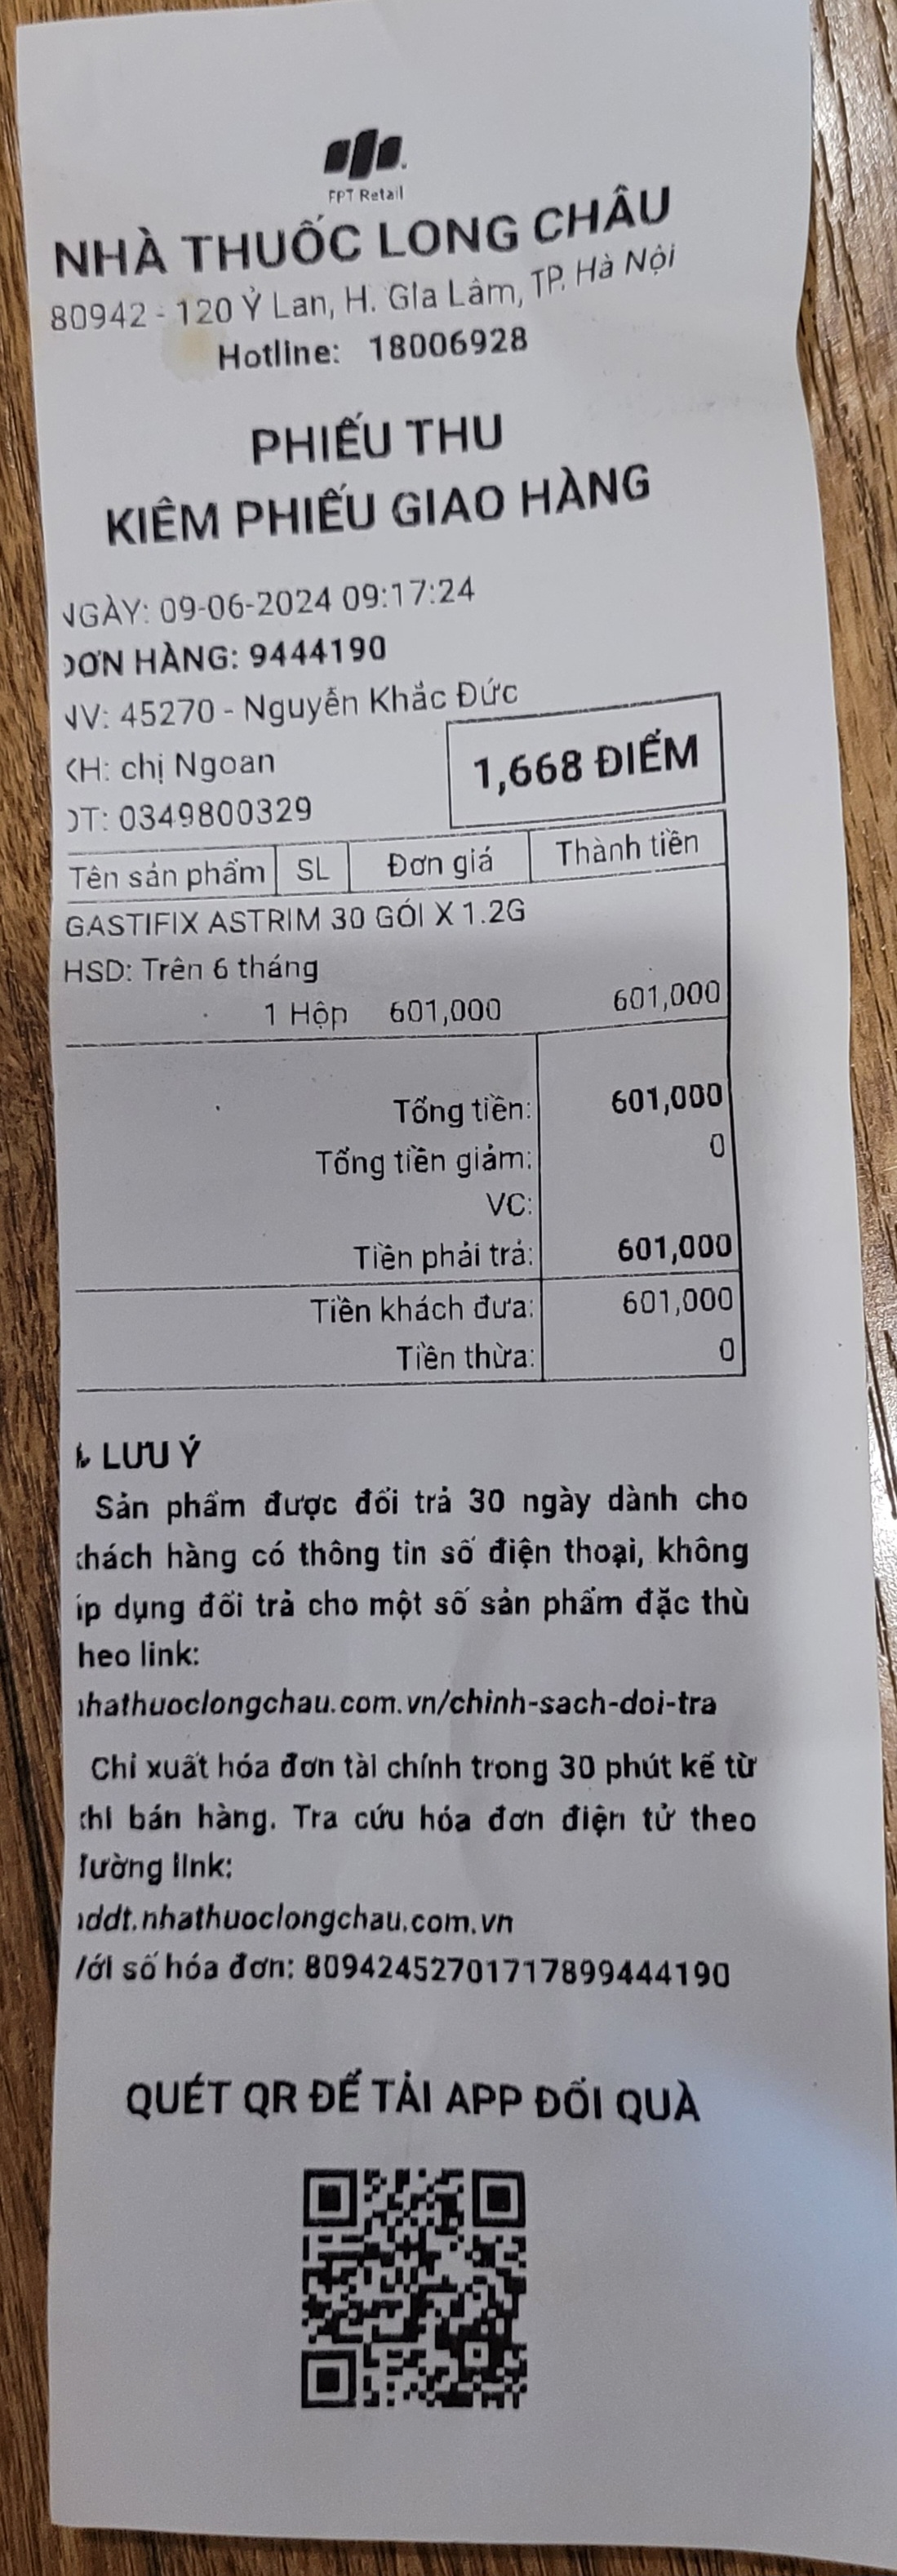 FPT Retail
NHÀ THUỐC LONG CHÂU
80942 - 120 Ỷ Lan, H. Gia Lâm, TP. Hà Nội
Hotline: 18006928
PHIẾU THU
KIÊM PHIẾU GIAO HÀNG
NGÀY: 09-06-2024 09:17:24
ĐƠN HÀNG: 9444190
NV: 45270 - Nguyễn Khắc Đức
KH: chị Ngoan
ĐT: 0349800329
1,668 ĐIỂM
Tên sản phẩm SL Đơn giá Thành tiền
GASTIFIX ASTRIM 30 GÓI X 1.2G
HSD: Trên 6 tháng
1 Hộp 601,000 601,000
Tổng tiền: 601,000
Tổng tiền giảm: 0
VC:
Tiền phải trả: 601,000
Tiền khách đưa: 601,000
Tiền thừa: 0
LƯU Ý
Sản phẩm được đổi trả 30 ngày dành cho
khách hàng có thông tin số điện thoại, không
áp dụng đổi trả cho một số sản phẩm đặc thù
theo link:
nhathuoclongchau.com.vn/chinh-sach-doi-tra
Chỉ xuất hóa đơn tài chính trong 30 phút kể từ
khi bán hàng. Tra cứu hóa đơn điện tử theo
đường link:
hddt.nhathuoclongchau.com.vn
Với số hóa đơn: 80942452701717899444190
QUÉT QR ĐỂ TẢI APP ĐỔI QUÀ